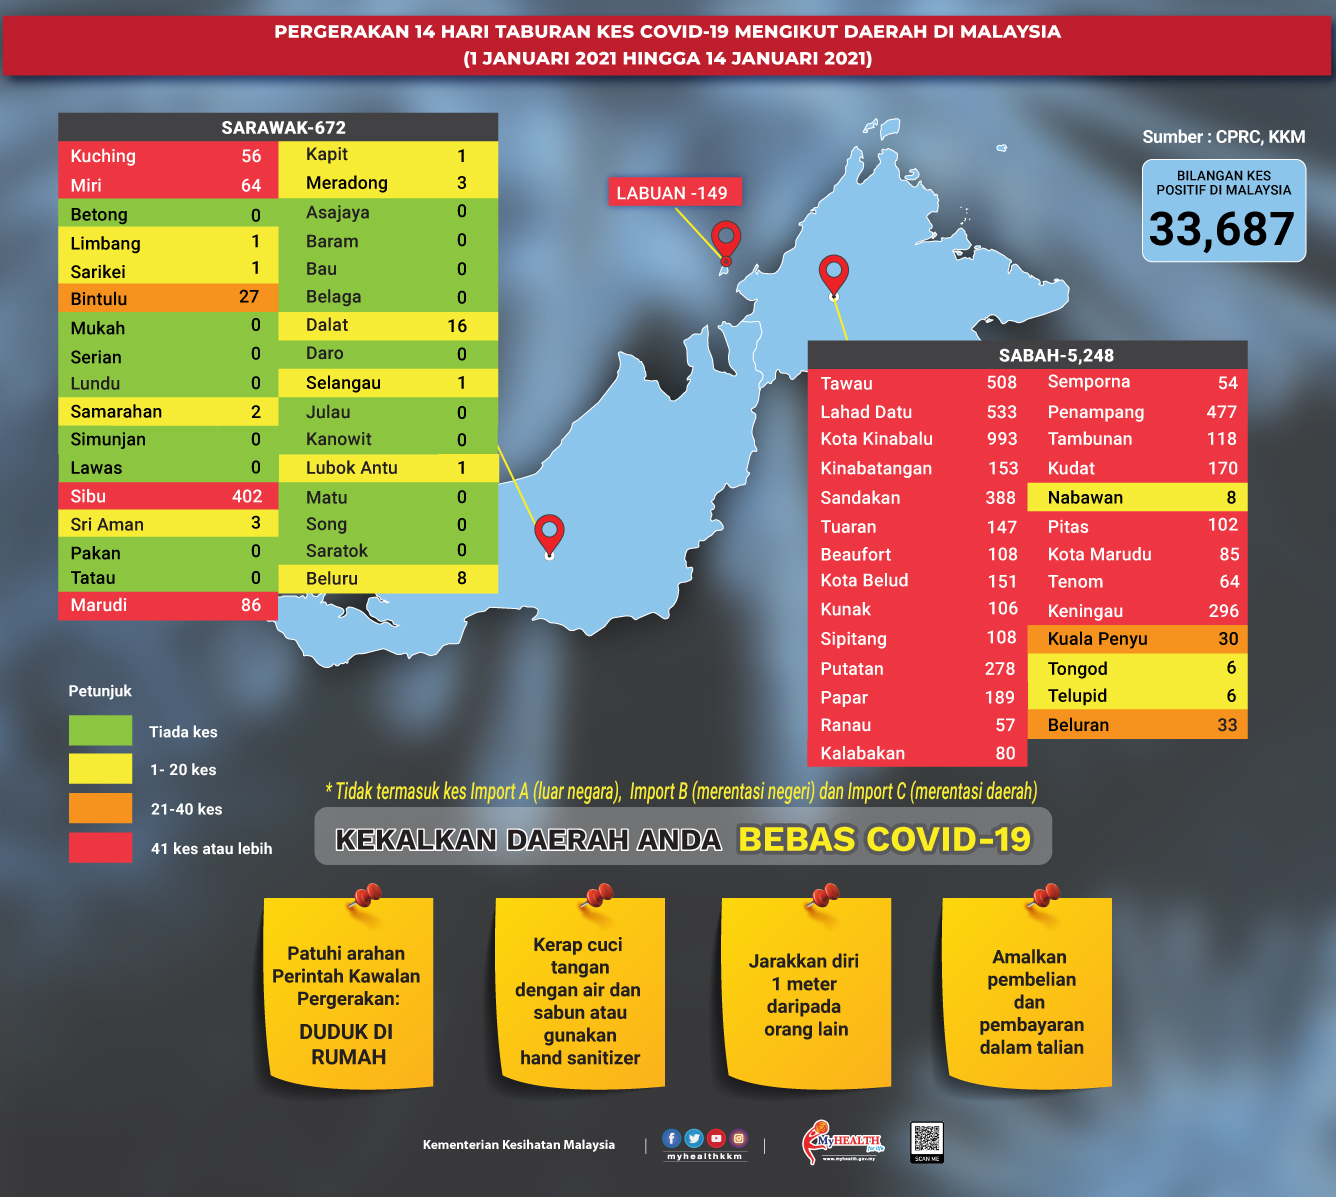 PERGERAKAN 14 HARI TABURAN KES COVID-19 MENGIKUT DAERAH DI MALAYSIA
(1 JANUARI 2021 HINGGA 14 JANUARI 2021)
SARAWAK-672
Kuching 56
Miri 64
Betong 0
Limbang 1
Sarikei 1
Bintulu 27
Mukah 0
Serian 0
Lundu 0
Samarahan 2
Simunjan 0
Lawas 0
Sibu 402
Sri Aman 3
Pakan 0
Tatau 0
Marudi 86
Kapit 1
Meradong 3
Asajaya 0
Baram 0
Bau 0
Belaga 0
Dalat 16
Daro 0
Selangau 1
Julau 0
Kanowit 0
Lubok Antu 1
Matu 0
Song 0
Saratok 0
Beluru 8
LABUAN -149
Sumber : CPRC, KKM
BILANGAN KES
POSITIF DI MALAYSIA
33,687
SABAH-5,248
Tawau 508
Lahad Datu 533
Kota Kinabalu 993
Kinabatangan 153
Sandakan 388
Tuaran 147
Beaufort 108
Kota Belud 151
Kunak 106
Sipitang 108
Putatan 278
Papar 189
Ranau 57
Kalabakan 80
Semporna 54
Penampang 477
Tambunan 118
Kudat 170
Nabawan 8
Pitas 102
Kota Marudu 85
Tenom 64
Keningau 296
Kuala Penyu 30
Tongod 6
Telupid 6
Beluran 33
Petunjuk
Tiada kes
1- 20 kes
21-40 kes
41 kes atau lebih
* Tidak termasuk kes Import A (luar negara), Import B (merentasi negeri) dan Import C (merentasi daerah)
KEKALKAN DAERAH ANDA BEBAS COVID-19
Patuhi arahan
Perintah Kawalan
Pergerakan:
DUDUK DI
RUMAH
Kerap cuci
tangan
dengan air dan
sabun atau
gunakan
hand sanitizer
Jarakkan diri
1 meter
daripada
orang lain
Amalkan
pembelian
dan
pembayaran
dalam talian
Kementerian Kesihatan Malaysia
myhealthkkm
MyHEALTH
for life
www.myhealth.gov.my
SCAN ME